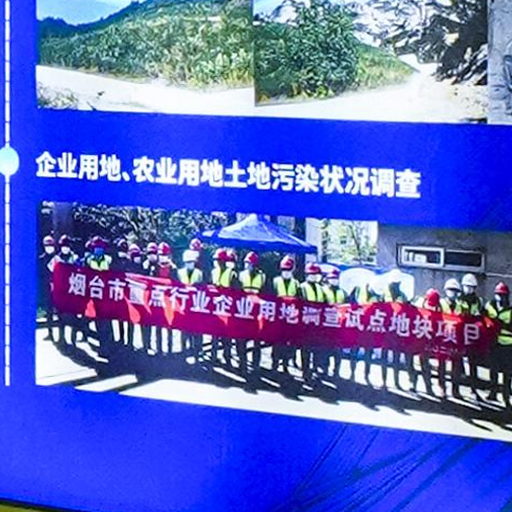 企业用地、农业用地土地污染状况调查
烟台市重点行业企业用地调查试点地块项目